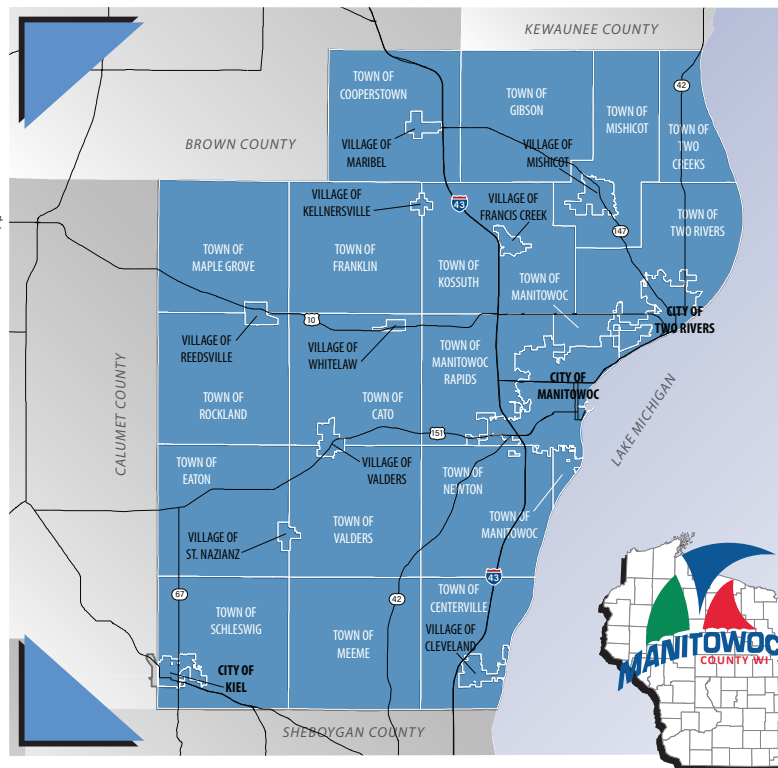 KEWAUNEE COUNTY
TOWN OF
COOPERSTOWN
TOWN OF
GIBSON
42
TOWN OF
MISHICOT
TOWN OF
TWO
CREEKS
BROWN COUNTY
VILLAGE OF
MARIBEL
VILLAGE OF
MISHICOT
VILLAGE OF
KELLNERSVILLE
43
VILLAGE OF
FRANCIS CREEK
TOWN OF
TWO RIVERS
147
TOWN OF
MAPLE GROVE
TOWN OF
FRANKLIN
TOWN OF
KOSSUTH
TOWN OF
MANITOWOC
10
CITY OF
TWO RIVERS
VILLAGE OF
REEDSVILLE
VILLAGE OF
WHITELAW
TOWN OF
MANITOWOC
RAPIDS
CITY OF
MANITOWOC
CALUMET COUNTY
TOWN OF
ROCKLAND
TOWN OF
CATO
LAKE MICHIGAN
151
TOWN OF
EATON
VILLAGE OF
VALDERS
TOWN OF
NEWTON
TOWN OF
MANITOWOC
VILLAGE OF
ST. NAZIANZ
TOWN OF
VALDERS
67
42
43
TOWN OF
SCHLESWIG
TOWN OF
MEEME
TOWN OF
CENTERVILLE
VILLAGE OF
CLEVELAND
CITY OF
KIEL
MANITOWOC
COUNTY WI
SHEBOYGAN COUNTY